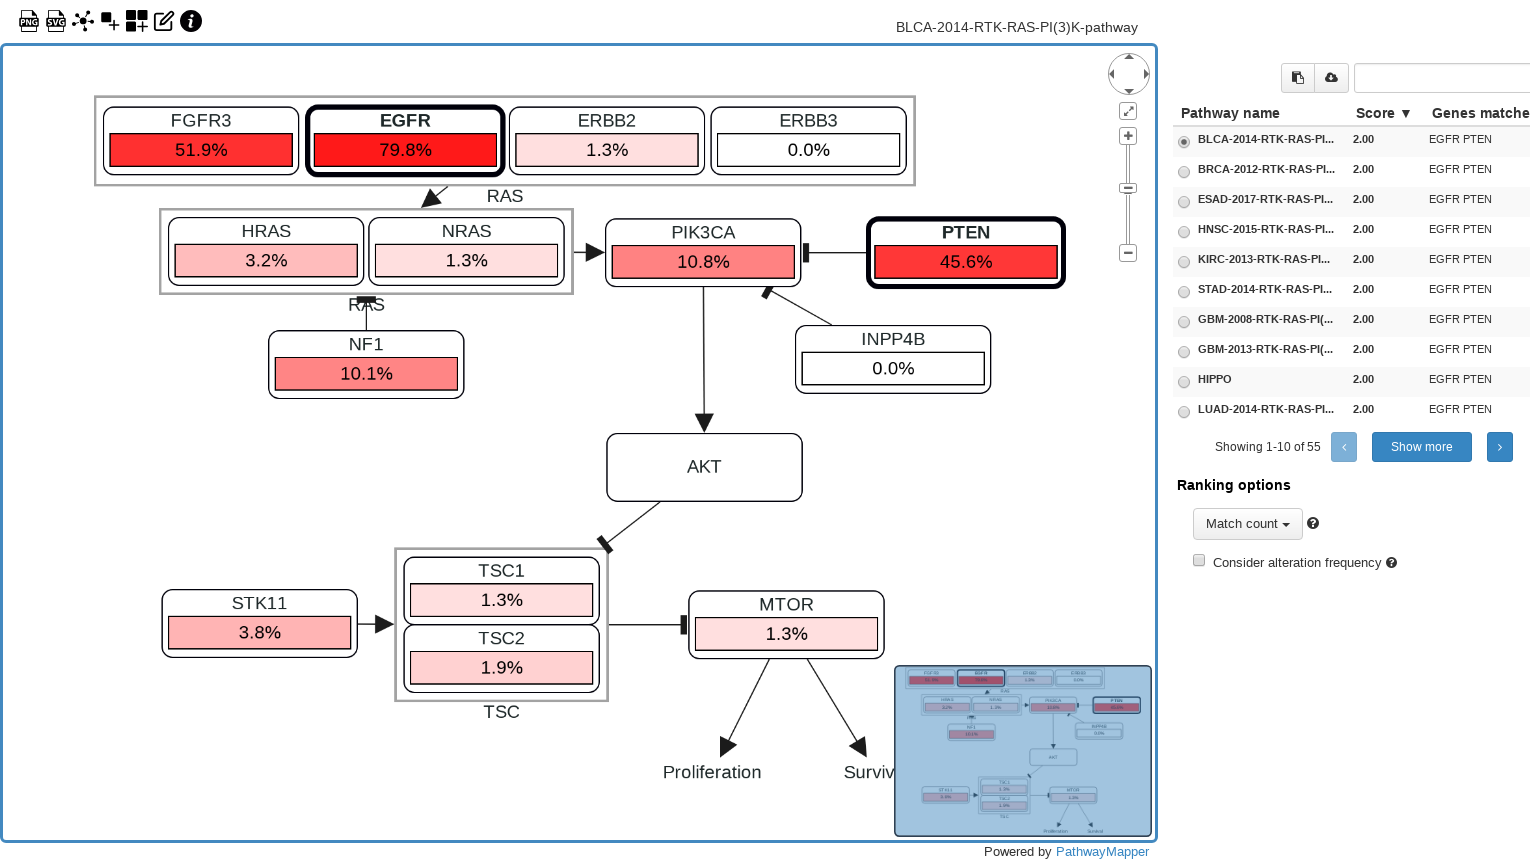 PNG SVG
BLCA-2014-RTK-RAS-PI(3)K-pathway
FGFR3 EGFR ERBB2 ERBB3
51.9% 79.8% 1.3% 0.0%
RAS
HRAS NRAS PIK3CA PTEN
3.2% 1.3% 10.8% 45.6%
RAS
NF1 INPP4B
10.1% 0.0%
AKT
TSC1
1.3%
STK11 MTOR
3.8% 1.3%
TSC2
1.9%
TSC
Proliferation Surviv
Powered by PathwayMapper
Pathway name Score ▼ Genes matche
BLCA-2014-RTK-RAS-PI... 2.00 EGFR PTEN
BRCA-2012-RTK-RAS-PI... 2.00 EGFR PTEN
ESAD-2017-RTK-RAS-PI... 2.00 EGFR PTEN
HNSC-2015-RTK-RAS-PI... 2.00 EGFR PTEN
KIRC-2013-RTK-RAS-PI... 2.00 EGFR PTEN
STAD-2014-RTK-RAS-PI... 2.00 EGFR PTEN
GBM-2008-RTK-RAS-PI(... 2.00 EGFR PTEN
GBM-2013-RTK-RAS-PI(... 2.00 EGFR PTEN
HIPPO 2.00 EGFR PTEN
LUAD-2014-RTK-RAS-PI... 2.00 EGFR PTEN
Showing 1-10 of 55 ‹ Show more ›
Ranking options
Match count
Consider alteration frequency